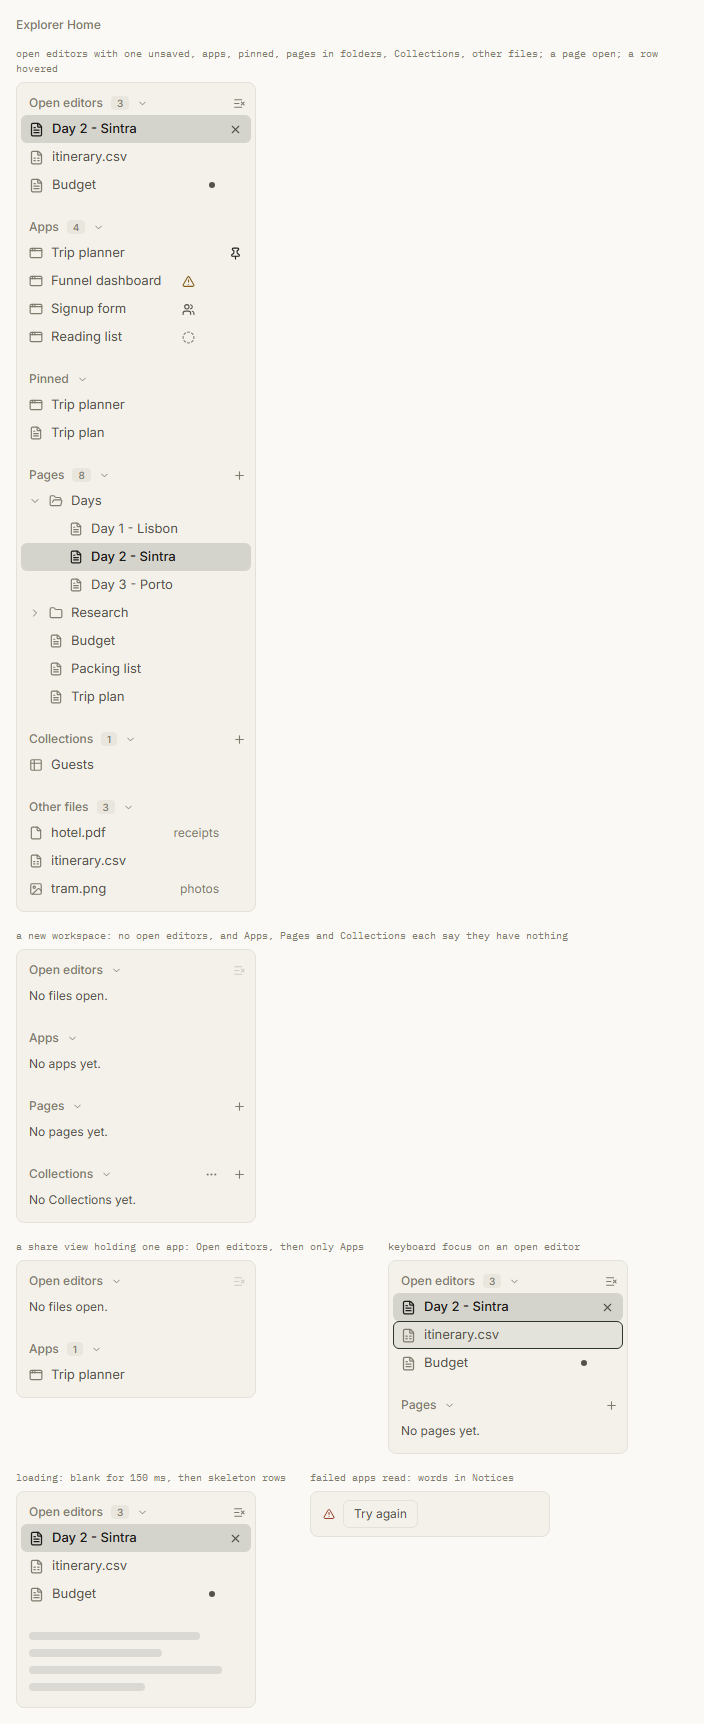 Explorer Home
open editors with one unsaved, apps, pinned, pages in folders, Collections, other files; a page open; a row
hovered
Open editors 3
Day 2 - Sintra
itinerary.csv
Budget
Apps 4
Trip planner
Funnel dashboard
Signup form
Reading list
Pinned
Trip planner
Trip plan
Pages 8
Days
Day 1 - Lisbon
Day 2 - Sintra
Day 3 - Porto
Research
Budget
Packing list
Trip plan
Collections 1
Guests
Other files 3
hotel.pdf receipts
itinerary.csv
tram.png photos
a new workspace: no open editors, and Apps, Pages and Collections each say they have nothing
Open editors
No files open.
Apps
No apps yet.
Pages
No pages yet.
Collections
No Collections yet.
a share view holding one app: Open editors, then only Apps
Open editors
No files open.
Apps 1
Trip planner
keyboard focus on an open editor
Open editors 3
Day 2 - Sintra
itinerary.csv
Budget
Pages
No pages yet.
loading: blank for 150 ms, then skeleton rows
Open editors 3
Day 2 - Sintra
itinerary.csv
Budget
failed apps read: words in Notices
Try again